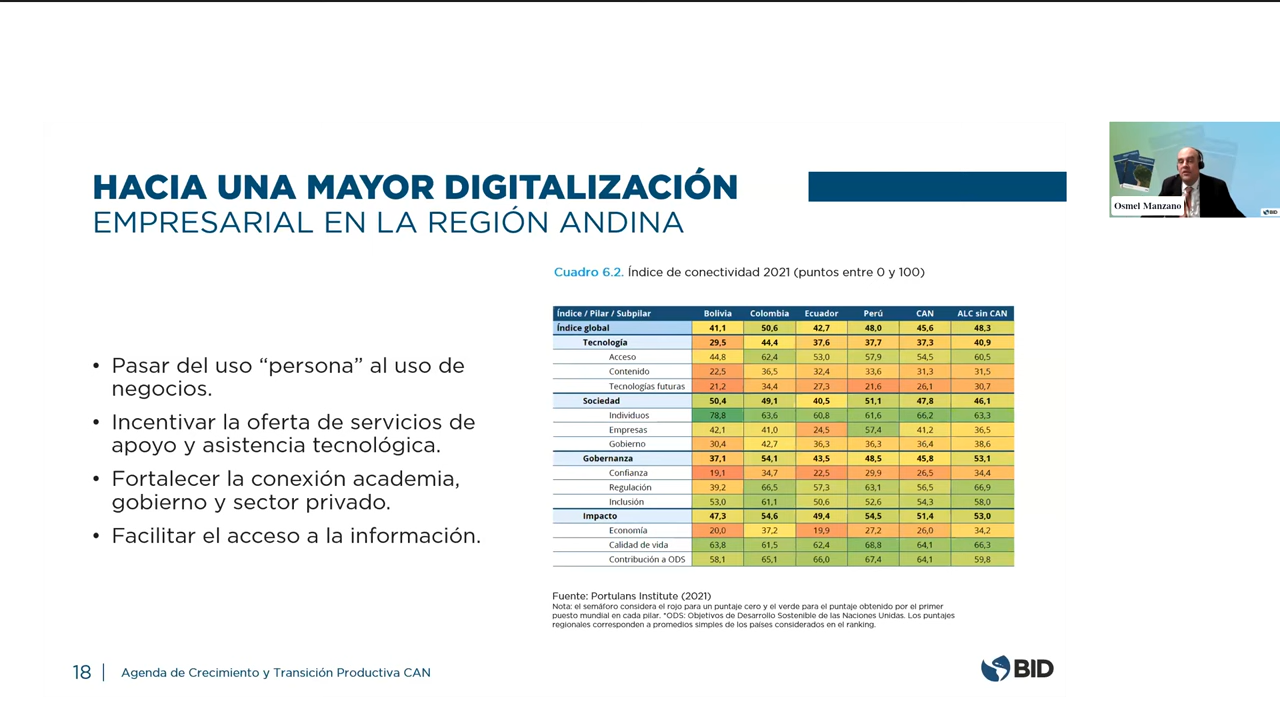 HACIA UNA MAYOR DIGITALIZACIÓN
EMPRESARIAL EN LA REGIÓN ANDINA
Osmel Manzano
BID
Cuadro 6.2. Índice de conectividad 2021 (puntos entre 0 y 100)
• Pasar del uso “persona” al uso de
negocios.
• Incentivar la oferta de servicios de
apoyo y asistencia tecnológica.
• Fortalecer la conexión academia,
gobierno y sector privado.
• Facilitar el acceso a la información.
Índice / Pilar / Subpilar Bolivia Colombia Ecuador Perú CAN ALC sin CAN
Índice global 41,1 50,6 42,7 48,0 45,6 48,3
Tecnología 29,5 44,4 37,6 37,7 37,3 40,9
Acceso 44,8 62,4 53,0 57,9 54,5 60,5
Contenido 22,5 36,5 32,4 33,6 31,3 31,5
Tecnologías futuras 21,2 34,4 27,3 21,6 26,1 30,7
Sociedad 50,4 49,1 40,5 51,1 47,8 46,1
Individuos 78,8 63,6 60,8 61,6 66,2 63,3
Empresas 42,1 41,0 24,5 57,4 41,2 36,5
Gobierno 30,4 42,7 36,3 36,3 36,4 38,6
Gobernanza 37,1 54,1 43,5 48,5 45,8 53,1
Confianza 19,1 34,7 22,5 29,9 26,5 34,4
Regulación 39,2 66,5 57,3 63,1 56,5 66,9
Inclusión 53,0 61,1 50,6 52,6 54,3 58,0
Impacto 47,3 54,6 49,4 54,5 51,4 53,0
Economía 20,0 37,2 19,9 27,2 26,0 34,2
Calidad de vida 63,8 61,5 62,4 68,8 64,1 66,3
Contribución a ODS 58,1 65,1 66,0 67,4 64,1 59,8
Fuente: Portulans Institute (2021)
Nota: el semáforo considera el rojo para un puntaje cero y el verde para el puntaje obtenido por el primer
puesto mundial en cada pilar. *ODS: Objetivos de Desarrollo Sostenible de las Naciones Unidas. Los puntajes
regionales corresponden a promedios simples de los países considerados en el ranking.
18 | Agenda de Crecimiento y Transición Productiva CAN
BID